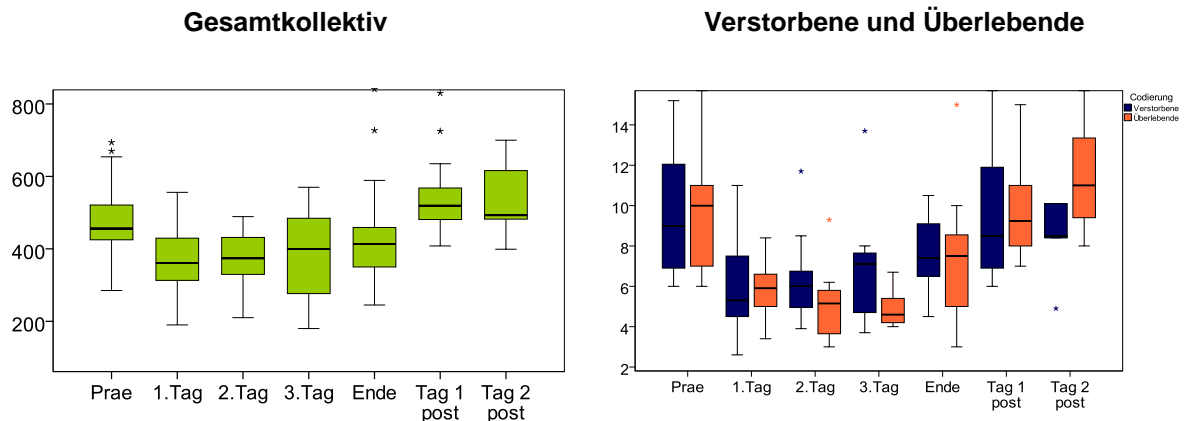 Gesamtkollektiv
800
600
400
200
Prae 1.Tag 2.Tag 3.Tag Ende Tag 1 post Tag 2 post
Verstorbene und Überlebende
Codierung
Verstorbene
Überlebende
14
12
10
8
6
4
2
Prae 1.Tag 2.Tag 3.Tag Ende Tag 1 post Tag 2 post